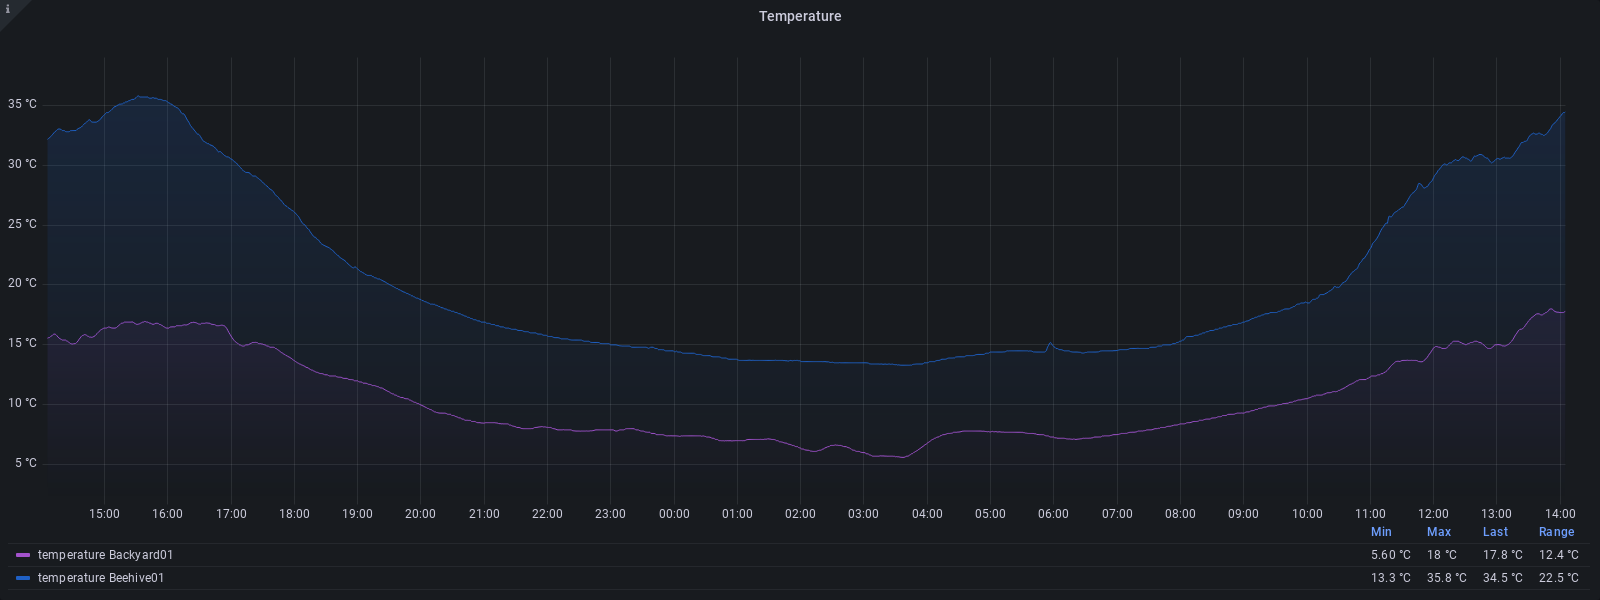 i
Temperature
35 °C
30 °C
25 °C
20 °C
15 °C
10 °C
5 °C
15:00 16:00 17:00 18:00 19:00 20:00 21:00 22:00 23:00 00:00 01:00 02:00 03:00 04:00 05:00 06:00 07:00 08:00 09:00 10:00 11:00 12:00 13:00 14:00
Min Max Last Range
temperature Backyard01 5.60 °C 18 °C 17.8 °C 12.4 °C
temperature Beehive01 13.3 °C 35.8 °C 34.5 °C 22.5 °C